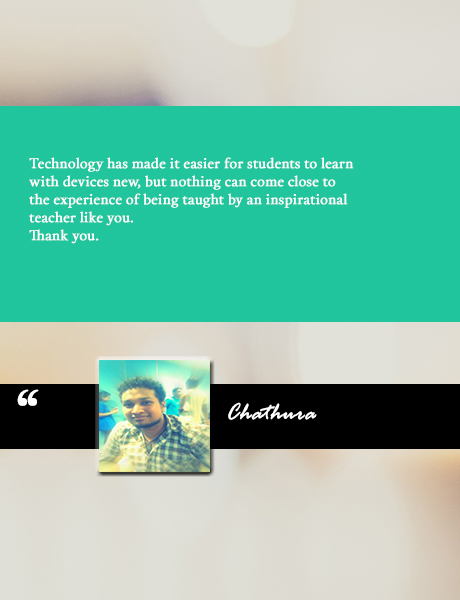 Technology has made it easier for students to learn
with devices new, but nothing can come close to
the experience of being taught by an inspirational
teacher like you.
Thank you.
“
Chathura